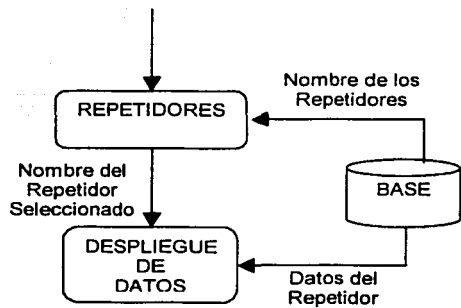 Nombre de los
Repetidores
REPETIDORES
Nombre del
Repetidor
Seleccionado
BASE
DESPLIEGUE
DE
DATOS
Datos del
Repetidor